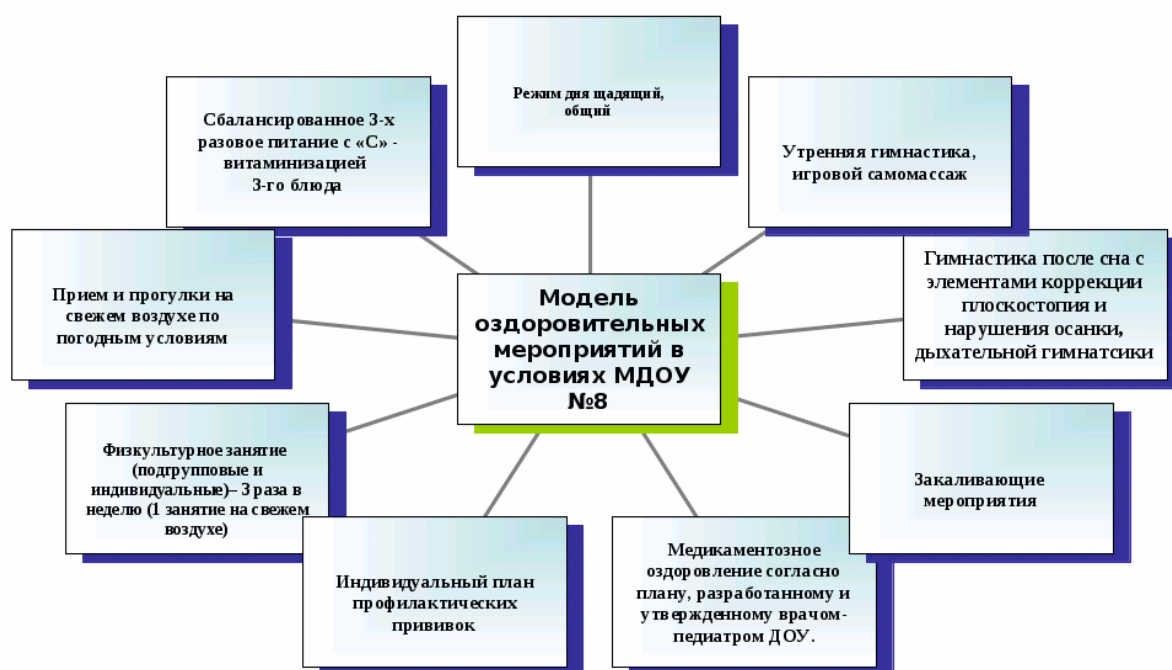 Режим дня щадящий,
общий
Сбалансированное 3-х
разовое питание с «С» -
витаминизацией
3-го блюда
Утренняя гимнастика,
игровой самомассаж
Прием и прогулки на
свежем воздухе по
погодным условиям
Модель
оздоровительных
мероприятий в
условиях МДОУ
№8
Гимнастика после сна с
элементами коррекции
плоскостопия и
нарушения осанки,
дыхательной гимнатсики
Физкультурное занятие
(подгрупповые и
индивидуальные)– 3 раза в
неделю (1 занятие на свежем
воздухе)
Закаливающие
мероприятия
Индивидуальный план
профилактических
прививок
Медикаментозное
оздоровление согласно
плану, разработанному и
утвержденному врачом-
педиатром ДОУ.